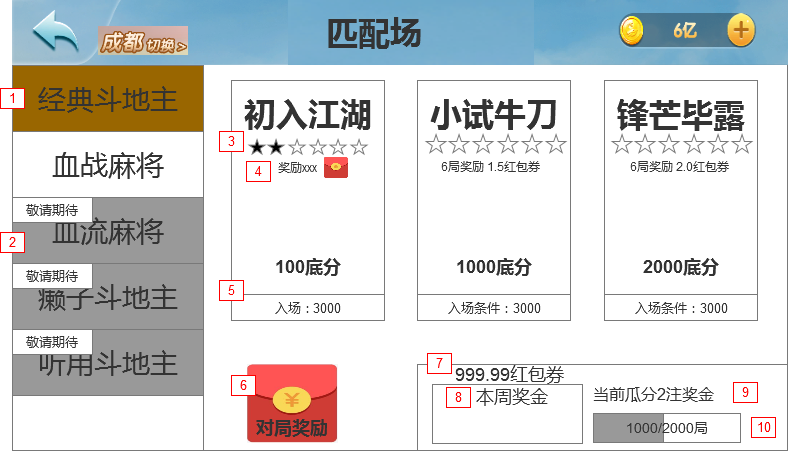 成都 切换>
匹配场
6亿 +
1
经典斗地主
血战麻将
敬请期待
2
血流麻将
敬请期待
癞子斗地主
敬请期待
听用斗地主
初入江湖
3
4
奖励xxx
100底分
5
入场：3000
小试牛刀
6局奖励 1.5红包券
1000底分
入场条件：3000
锋芒毕露
6局奖励 2.0红包券
2000底分
入场条件：3000
6
¥
对局奖励
7
999.99红包券
8
本周奖金
当前瓜分2注奖金
9
1000/2000局
10